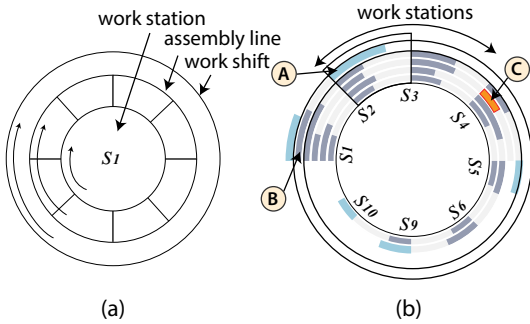 work station
assembly line
work shift
S1
(a)
work stations
A
B
C
S1
S2
S3
S4
S5
S6
S9
S10
(b)